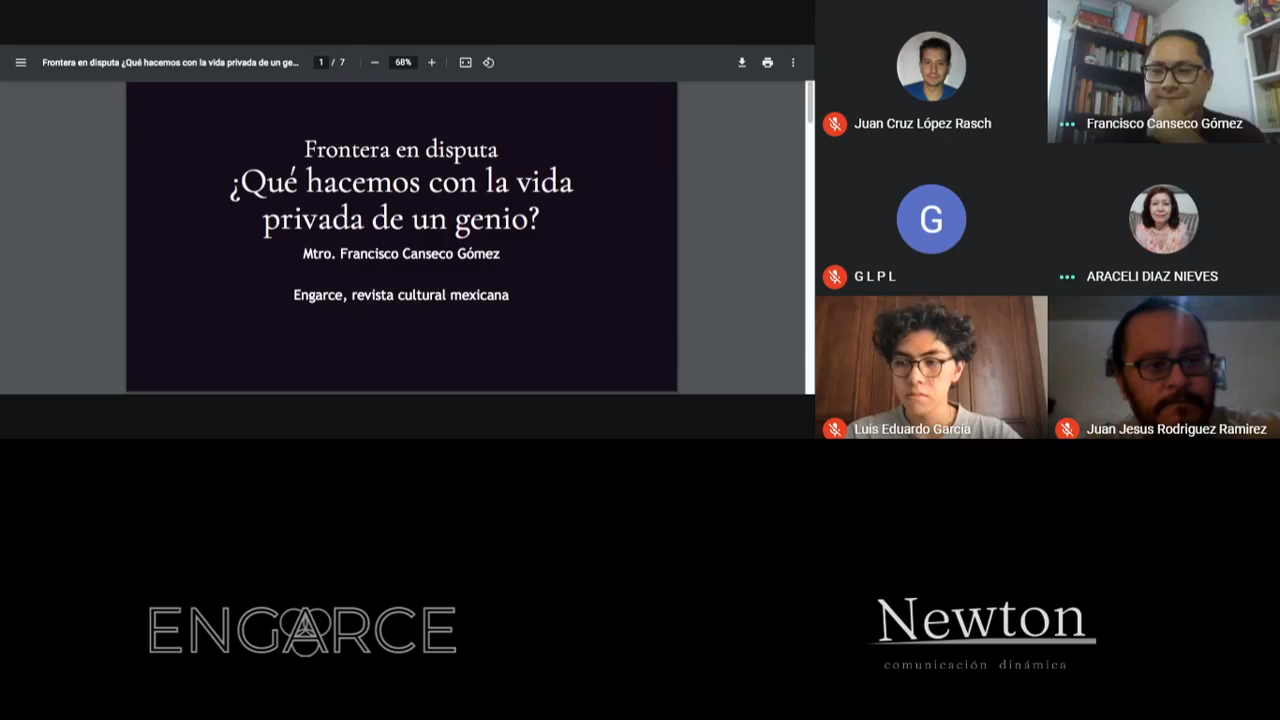 Frontera en disputa ¿Qué hacemos con la vida privada de un ge...
1 / 7
68%
Frontera en disputa
¿Qué hacemos con la vida
privada de un genio?
Mtro. Francisco Canseco Gómez
Engarce, revista cultural mexicana
Juan Cruz López Rasch
Francisco Canseco Gómez
G
G L P L
ARACELI DIAZ NIEVES
Luis Eduardo García
Juan Jesus Rodriguez Ramirez
ENGARCE
Newton
comunicación dinámica